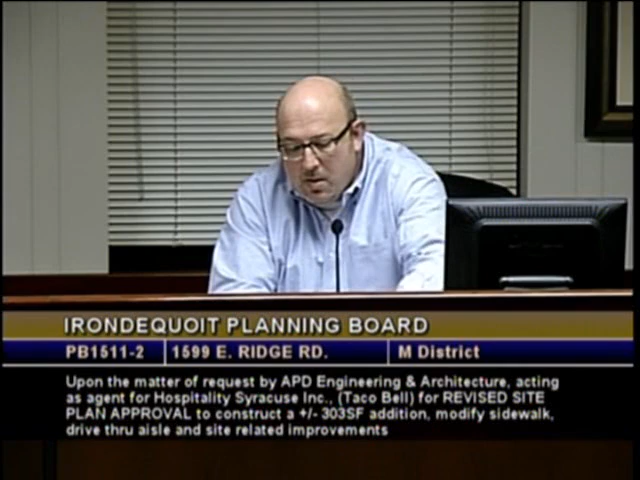 IRONDEQUOIT PLANNING BOARD
PB1511-2 1599 E. RIDGE RD. M District
Upon the matter of request by APD Engineering & Architecture, acting
as agent for Hospitality Syracuse Inc., (Taco Bell) for REVISED SITE
PLAN APPROVAL to construct a +/- 303SF addition, modify sidewalk,
drive thru aisle and site related improvements